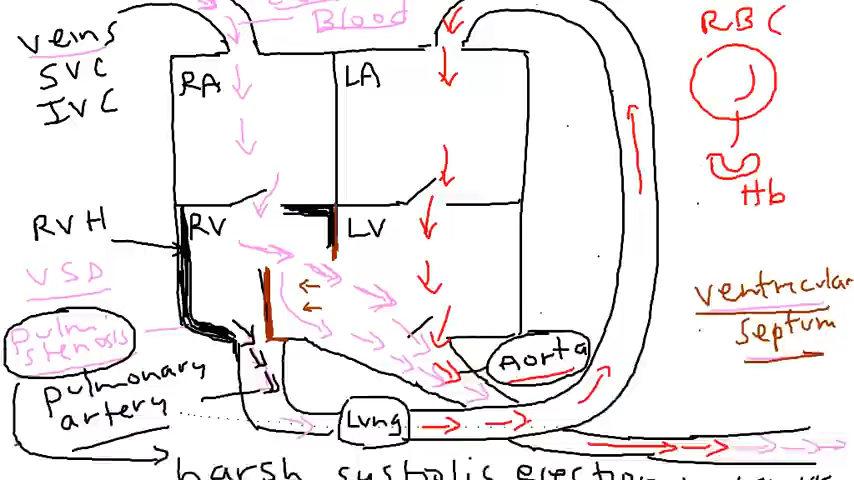 Blood
veins
SVC
IVC
RA
LA
RBC
Hb
RVH
RV
LV
VSD
pulm
stenosis
ventricular
septum
Aorta
pulmonary
artery
Lung
harsh systolic